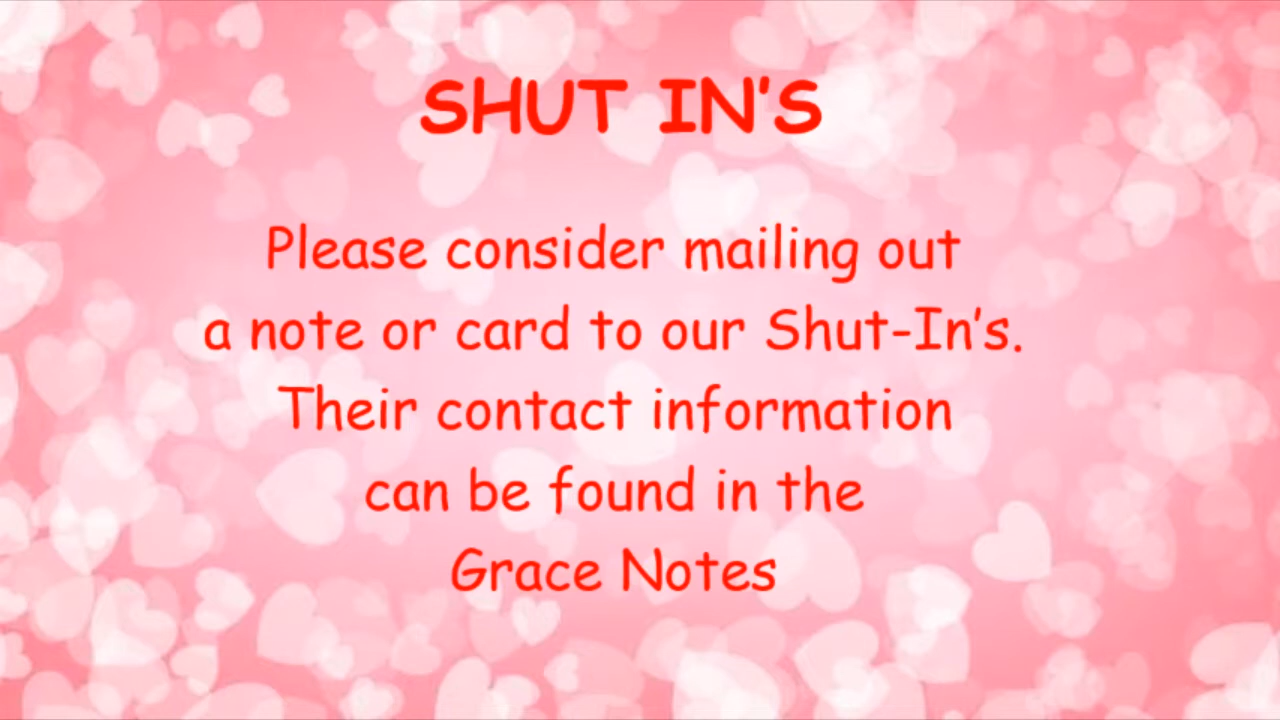 SHUT IN'S
Please consider mailing out
a note or card to our Shut-In's.
Their contact information
can be found in the
Grace Notes